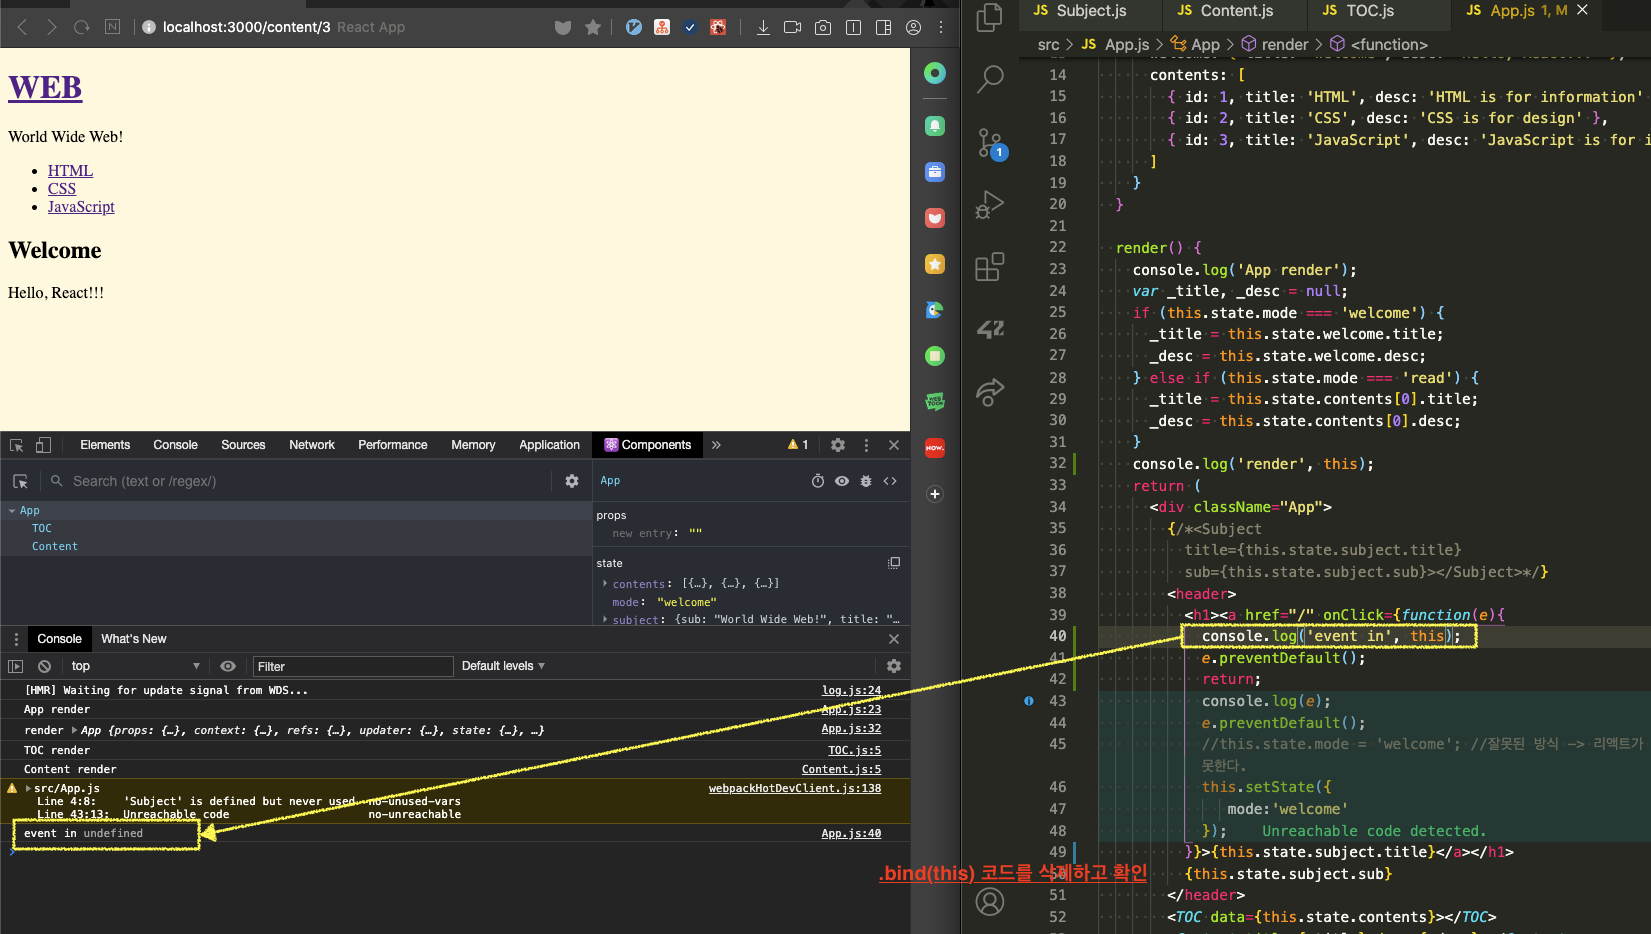 localhost:3000/content/3 React App
WEB
World Wide Web!
HTML
CSS
JavaScript
Welcome
Hello, React!!!
Elements Console Sources Network Performance Memory Application Components » 1
Search (text or /regex/)
App
TOC
Content
App
props
new entry: ""
state
contents: [{…}, {…}, {…}]
mode: "welcome"
subject: {sub: "World Wide Web!", title: "…
Console What's New
top Filter Default levels
[HMR] Waiting for update signal from WDS... log.js:24
App render App.js:23
render App {props: {…}, context: {…}, refs: {…}, updater: {…}, state: {…}, …} App.js:32
TOC render TOC.js:5
Content render Content.js:5
src/App.js webpackHotDevClient.js:138
Line 4:8: 'Subject' is defined but never used no-unused-vars
Line 43:13: Unreachable code no-unreachable
event in undefined App.js:40
.bind(this) 코드를 삭제하고 확인
NOW.
1
JS Subject.js JS Content.js JS TOC.js JS App.js 1, M
src > JS App.js > App > render > <function>
14 contents: [
15 { id: 1, title: 'HTML', desc: 'HTML is for information'
16 { id: 2, title: 'CSS', desc: 'CSS is for design' },
17 { id: 3, title: 'JavaScript', desc: 'JavaScript is for i
18 ]
19 }
20 }
21
22 render() {
23 console.log('App render');
24 var _title, _desc = null;
25 if (this.state.mode === 'welcome') {
26 _title = this.state.welcome.title;
27 _desc = this.state.welcome.desc;
28 } else if (this.state.mode === 'read') {
29 _title = this.state.contents[0].title;
30 _desc = this.state.contents[0].desc;
31 }
32 console.log('render', this);
33 return (
34 <div className="App">
35 {/*<Subject
36 title={this.state.subject.title}
37 sub={this.state.subject.sub}></Subject>*/}
38 <header>
39 <h1><a href="/" onClick={function(e){
40 console.log('event in', this);
41 e.preventDefault();
42 return;
43 console.log(e);
44 e.preventDefault();
45 //this.state.mode = 'welcome'; //잘못된 방식 -> 리액트가
못한다.
46 this.setState({
47 mode:'welcome'
48 }); Unreachable code detected.
49 }}>{this.state.subject.title}</a></h1>
50 {this.state.subject.sub}
51 </header>
52 <TOC data={this.state.contents}></TOC>